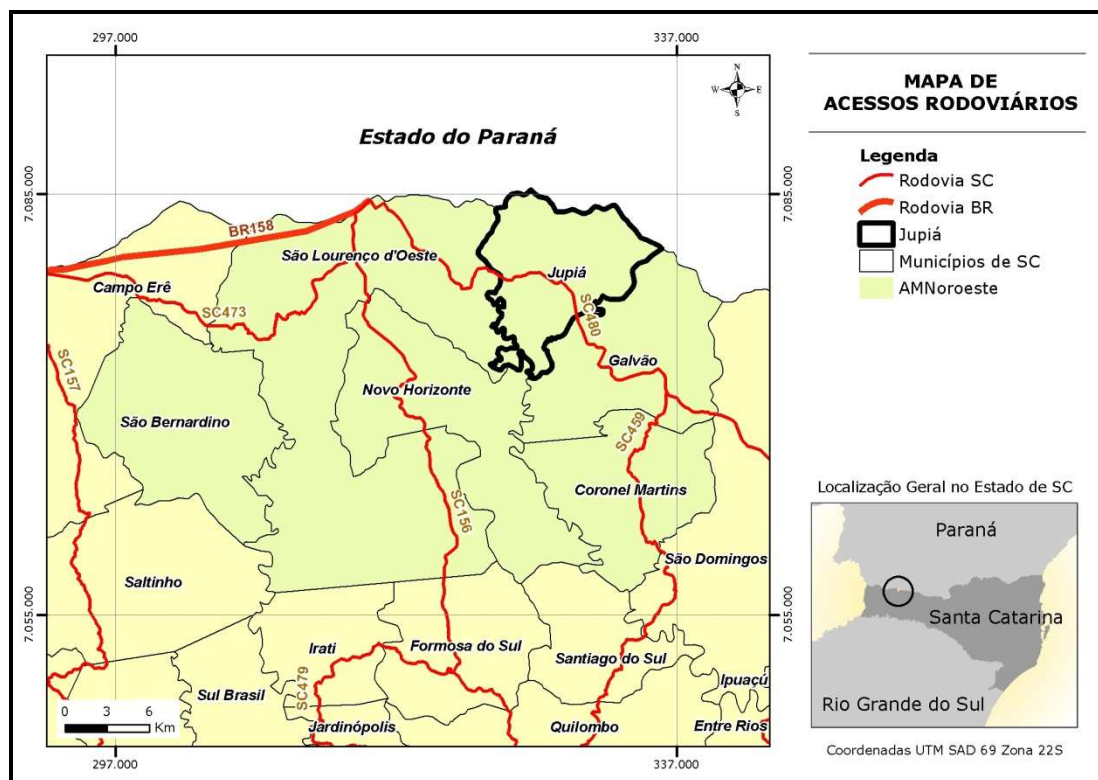 297.000
337.000
N
W E
S
Estado do Paraná
7.085.000
7.085.000
BR158
São Lourenço d'Oeste
Jupiá
Campo Erê
SC473
SC480
SC157
Galvão
Novo Horizonte
São Bernardino
SC459
Coronel Martins
SC156
São Domingos
Saltinho
7.055.000
7.055.000
Irati
Formosa do Sul
Santiago do Sul
SC479
Sul Brasil
Ipuaçú
0 3 6
Km
Jardinópolis
Quilombo
Entre Rios
297.000
337.000
MAPA DE
ACESSOS RODOVIÁRIOS
Legenda
Rodovia SC
Rodovia BR
Jupiá
Municípios de SC
AMNoroeste
Localização Geral no Estado de SC
Paraná
Santa Catarina
Rio Grande do Sul
Coordenadas UTM SAD 69 Zona 22S